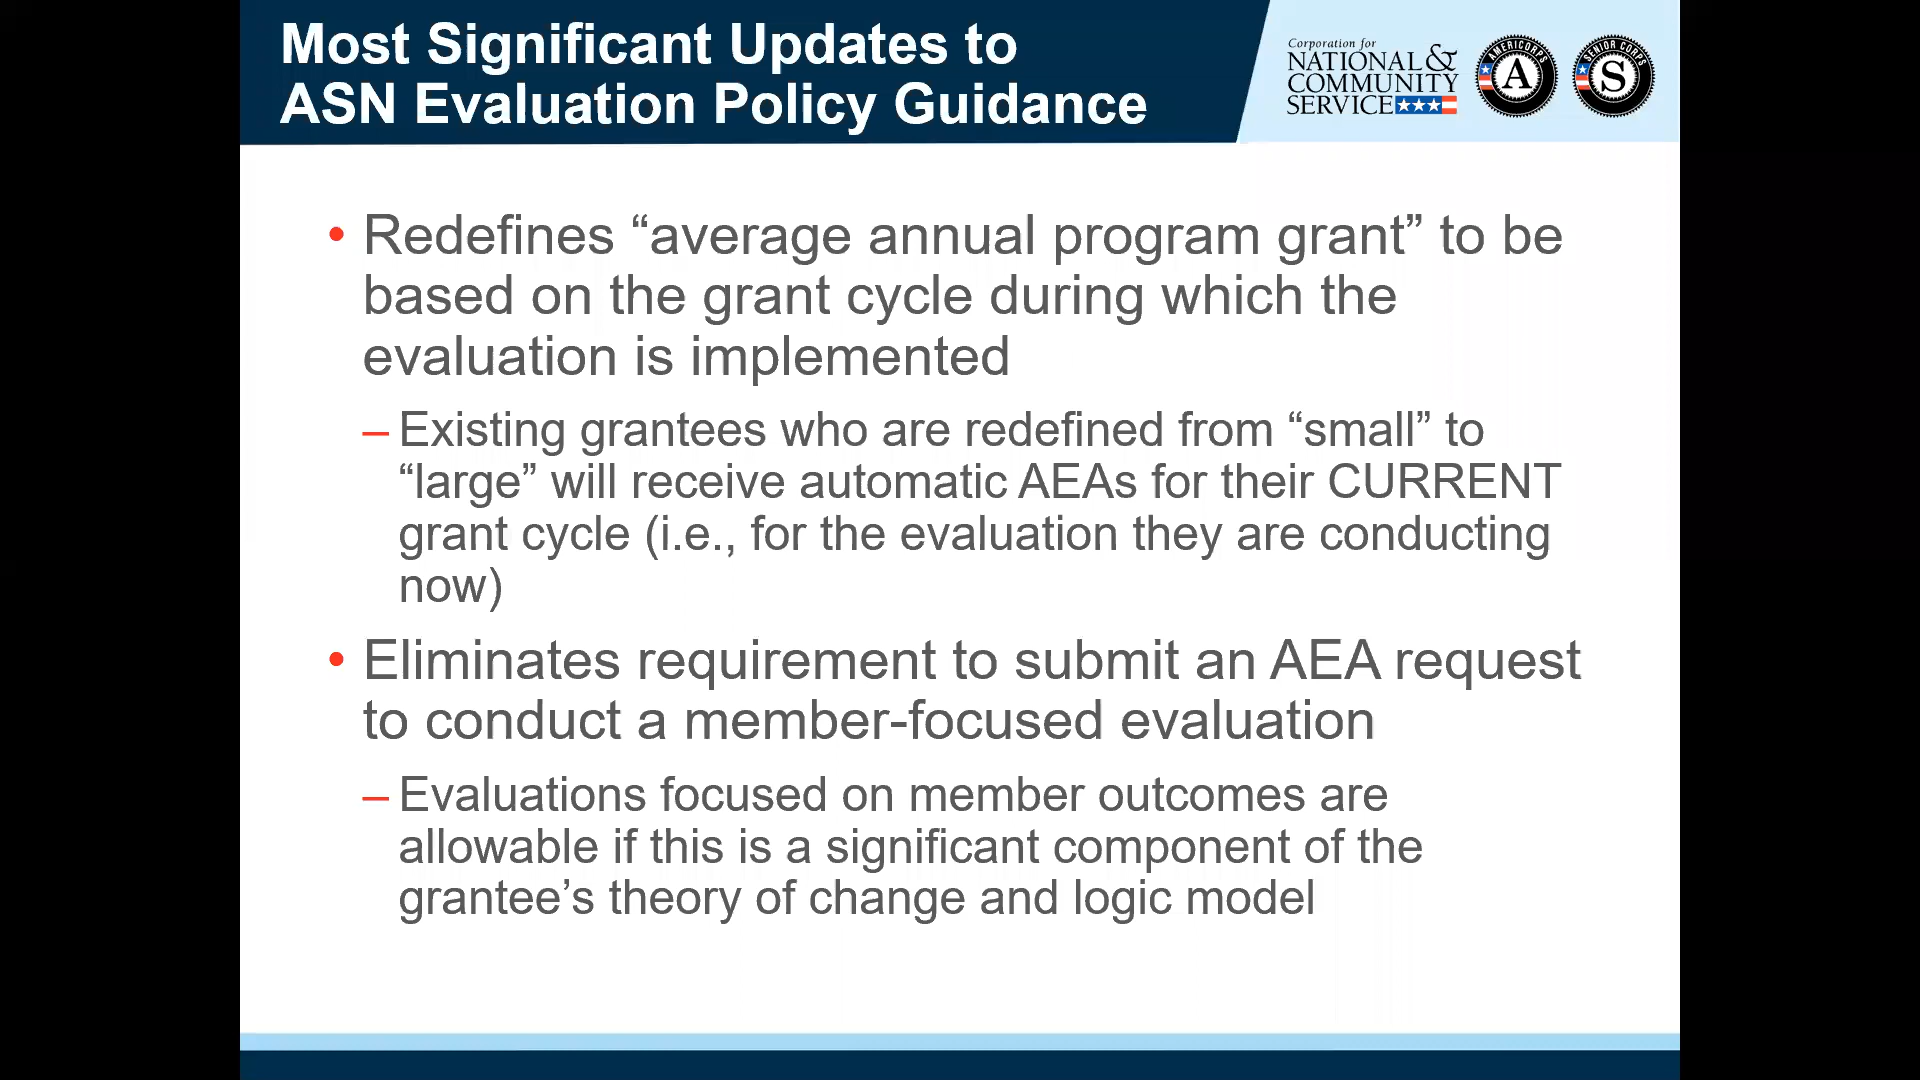 Most Significant Updates to
ASN Evaluation Policy Guidance
Corporation for
NATIONAL &
COMMUNITY
SERVICE
AMERICORPS
A
SENIOR CORPS
S
• Redefines “average annual program grant” to be
based on the grant cycle during which the
evaluation is implemented
– Existing grantees who are redefined from “small” to
“large” will receive automatic AEAs for their CURRENT
grant cycle (i.e., for the evaluation they are conducting
now)
• Eliminates requirement to submit an AEA request
to conduct a member-focused evaluation
– Evaluations focused on member outcomes are
allowable if this is a significant component of the
grantee’s theory of change and logic model